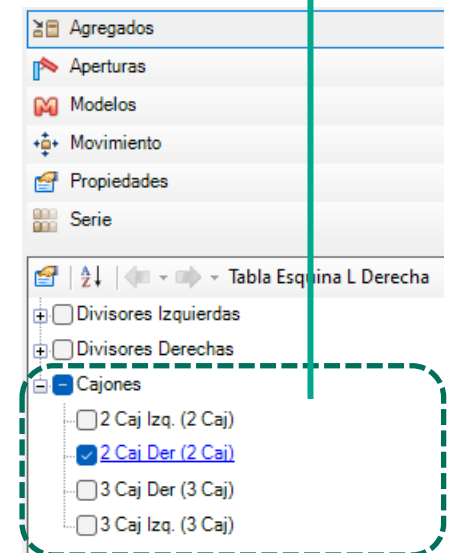 Agregados
Aperturas
Modelos
Movimiento
Propiedades
Serie
Tabla Esquina L Derecha
Divisores Izquierdas
Divisores Derechas
Cajones
2 Caj Izq. (2 Caj)
2 Caj Der (2 Caj)
3 Caj Der (3 Caj)
3 Caj Izq. (3 Caj)